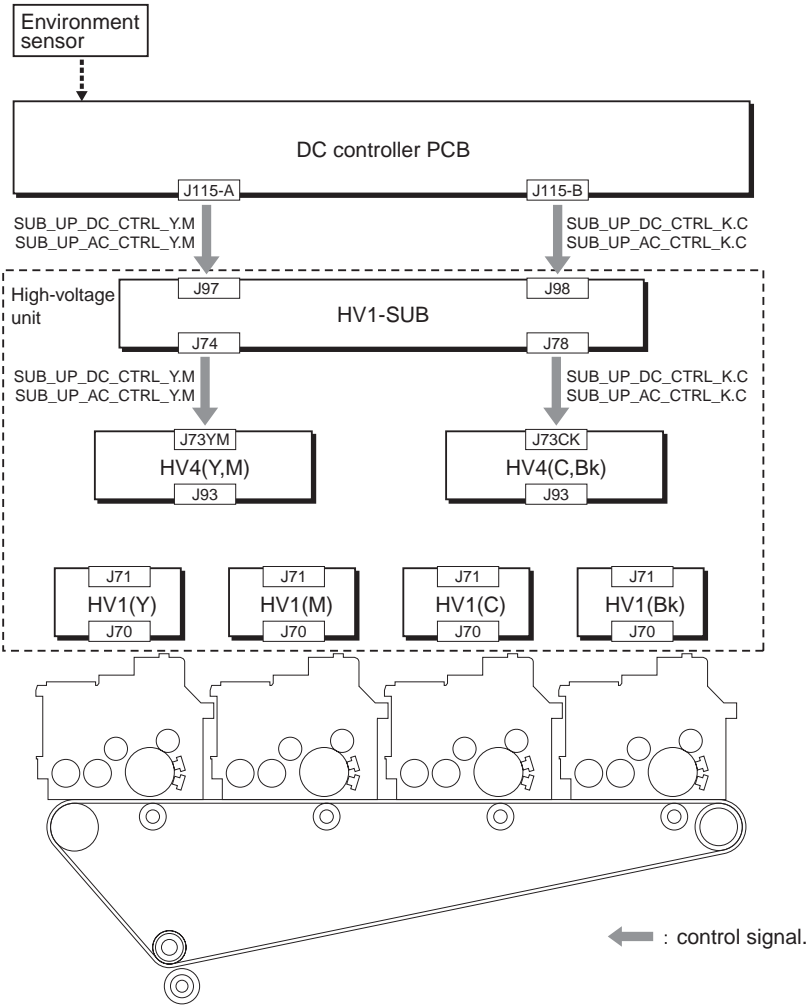 Environment
sensor
DC controller PCB
J115-A
J115-B
SUB_UP_DC_CTRL_Y.M
SUB_UP_AC_CTRL_Y.M
SUB_UP_DC_CTRL_K.C
SUB_UP_AC_CTRL_K.C
High-voltage
unit
J97
J98
HV1-SUB
J74
J78
SUB_UP_DC_CTRL_Y.M
SUB_UP_AC_CTRL_Y.M
SUB_UP_DC_CTRL_K.C
SUB_UP_AC_CTRL_K.C
J73YM
HV4(Y,M)
J93
J73CK
HV4(C,Bk)
J93
J71
HV1(Y)
J70
J71
HV1(M)
J70
J71
HV1(C)
J70
J71
HV1(Bk)
J70
: control signal.